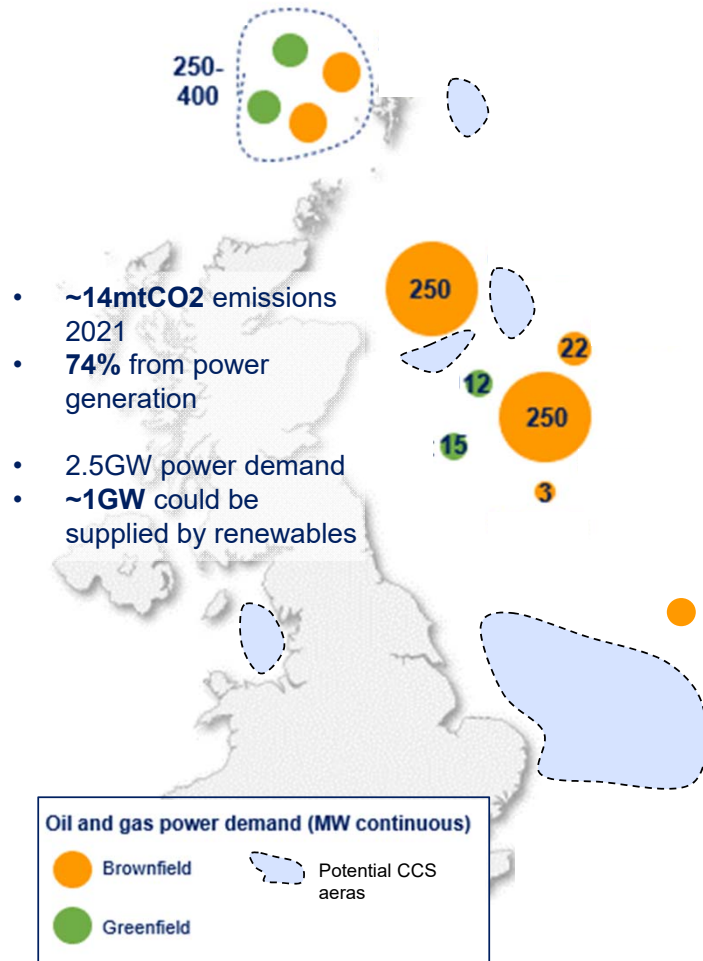 250-
400
250
22
12
250
15
3
• ~14mtCO2 emissions
2021
• 74% from power
generation
• 2.5GW power demand
• ~1GW could be
supplied by renewables
Oil and gas power demand (MW continuous)
Brownfield
Potential CCS
aeras
Greenfield